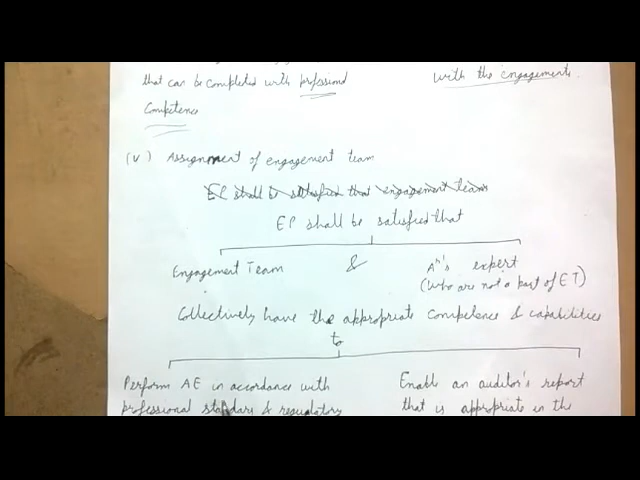 that can be completed with professional
competence
with the engagements.
(v) Assignment of engagement team
EP shall be satisfied that engagement team
EP shall be satisfied that
Engagement Team & An's expert
(who are not a part of ET)
Collectively have the appropriate competence & capabilities
to
Perform AE in accordance with
professional standars & regulatory
Enable an auditor's report
that is appropriate in the